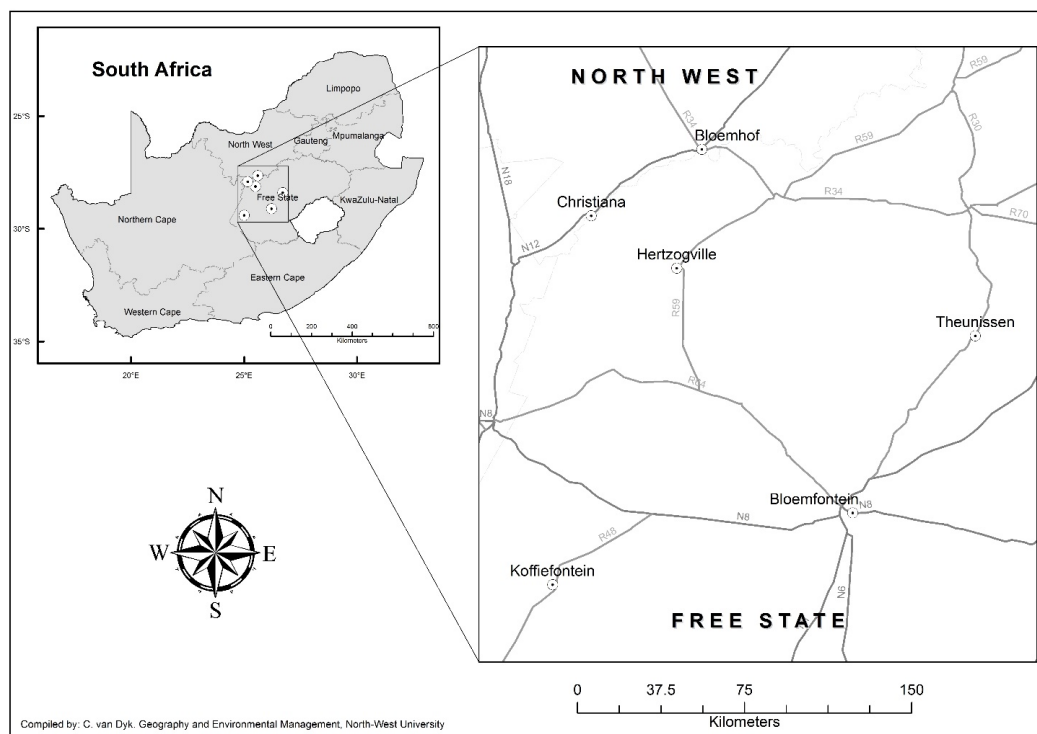 South Africa
25°S
30°S
35°S
20°E
25°E
30°E
Limpopo
North West
Gauteng
Mpumalanga
Free State
KwaZulu-Natal
Northern Cape
Eastern Cape
Western Cape
0 200 400 600 800
Kilometers
NORTH WEST
R59
R34
Bloemhof
R59
R30
N18
Christiana
R34
R70
N12
Hertzogville
R59
Theunissen
R64
N8
Bloemfontein
N8
N8
R48
Koffiefontein
N6
FREE STATE
N
W E
S
0 37.5 75 150
Kilometers
Compiled by: C. van Dyk. Geography and Environmental Management, North-West University